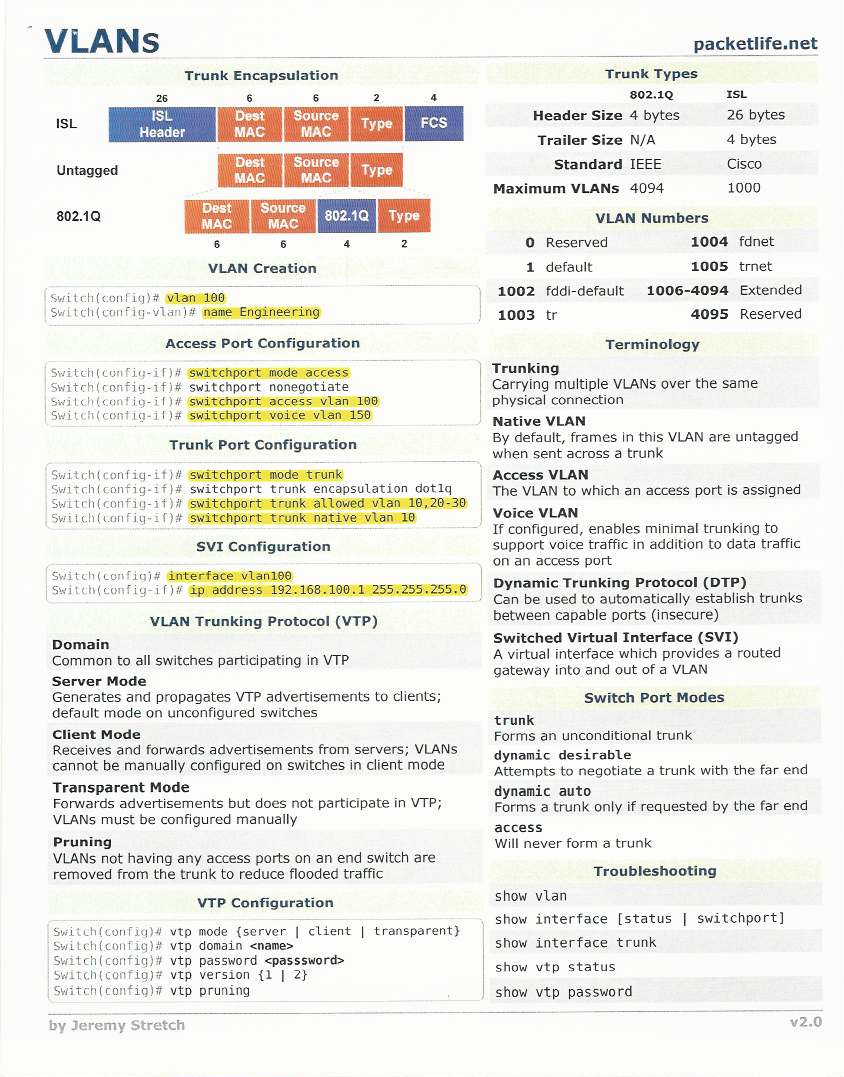 VLANs
packetlife.net
Trunk Encapsulation
26 6 6 2 4
ISL
ISL Header
Dest MAC
Source MAC
Type
FCS
Untagged
Dest MAC
Source MAC
Type
802.1Q
Dest MAC
Source MAC
802.1Q
Type
6 6 4 2
VLAN Creation
Switch(config)# vlan 100
Switch(config-vlan)# name Engineering
Access Port Configuration
Switch(config-if)# switchport mode access
Switch(config-if)# switchport nonegotiate
Switch(config-if)# switchport access vlan 100
Switch(config-if)# switchport voice vlan 150
Trunk Port Configuration
Switch(config-if)# switchport mode trunk
Switch(config-if)# switchport trunk encapsulation dot1q
Switch(config-if)# switchport trunk allowed vlan 10,20-30
Switch(config-if)# switchport trunk native vlan 10
SVI Configuration
Switch(config)# interface vlan100
Switch(config-if)# ip address 192.168.100.1 255.255.255.0
VLAN Trunking Protocol (VTP)
Domain
Common to all switches participating in VTP
Server Mode
Generates and propagates VTP advertisements to clients;
default mode on unconfigured switches
Client Mode
Receives and forwards advertisements from servers; VLANs
cannot be manually configured on switches in client mode
Transparent Mode
Forwards advertisements but does not participate in VTP;
VLANs must be configured manually
Pruning
VLANs not having any access ports on an end switch are
removed from the trunk to reduce flooded traffic
VTP Configuration
Switch(config)# vtp mode {server | client | transparent}
Switch(config)# vtp domain <name>
Switch(config)# vtp password <passsword>
Switch(config)# vtp version {1 | 2}
Switch(config)# vtp pruning
Trunk Types
802.1Q ISL
Header Size 4 bytes 26 bytes
Trailer Size N/A 4 bytes
Standard IEEE Cisco
Maximum VLANs 4094 1000
VLAN Numbers
0 Reserved 1004 fdnet
1 default 1005 trnet
1002 fddi-default 1006-4094 Extended
1003 tr 4095 Reserved
Terminology
Trunking
Carrying multiple VLANs over the same
physical connection
Native VLAN
By default, frames in this VLAN are untagged
when sent across a trunk
Access VLAN
The VLAN to which an access port is assigned
Voice VLAN
If configured, enables minimal trunking to
support voice traffic in addition to data traffic
on an access port
Dynamic Trunking Protocol (DTP)
Can be used to automatically establish trunks
between capable ports (insecure)
Switched Virtual Interface (SVI)
A virtual interface which provides a routed
gateway into and out of a VLAN
Switch Port Modes
trunk
Forms an unconditional trunk
dynamic desirable
Attempts to negotiate a trunk with the far end
dynamic auto
Forms a trunk only if requested by the far end
access
Will never form a trunk
Troubleshooting
show vlan
show interface [status | switchport]
show interface trunk
show vtp status
show vtp password
by Jeremy Stretch
v2.0